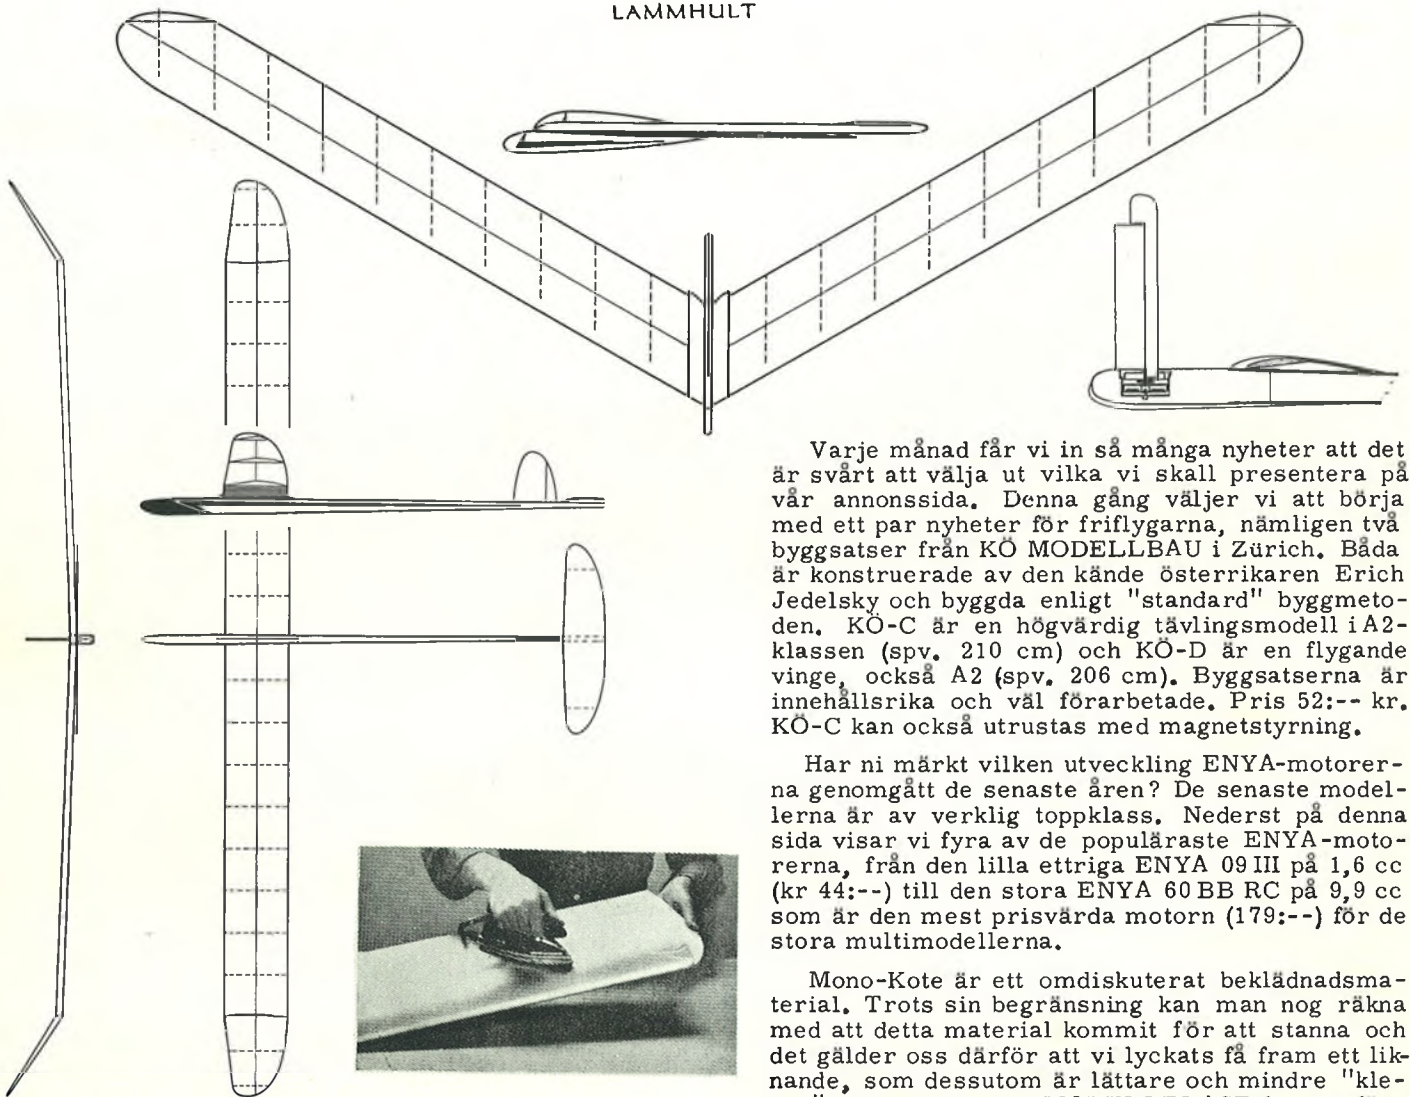 LAMMHULT
Varje månad får vi in så många nyheter att det
är svårt att välja ut vilka vi skall presentera på
vår annonssida. Denna gång väljer vi att börja
med ett par nyheter för friflygarna, nämligen två
byggsatser från KÖ MODELLBAU i Zürich. Båda
är konstruerade av den kände österrikaren Erich
Jedelsky och byggda enligt "standard" byggmeto-
den. KÖ-C är en högvärdig tävlingsmodell i A2-
klassen (spv. 210 cm) och KÖ-D är en flygande
vinge, också A2 (spv. 206 cm). Byggsatserna är
innehållsrika och väl förarbetade. Pris 52:-- kr.
KÖ-C kan också utrustas med magnetstyrning.
Har ni märkt vilken utveckling ENYA-motorer-
na genomgått de senaste åren? De senaste model-
lerna är av verklig toppklass. Nederst på denna
sida visar vi fyra av de populäraste ENYA-moto-
rerna, från den lilla ettriga ENYA 09 III på 1,6 cc
(kr 44:--) till den stora ENYA 60 BB RC på 9,9 cc
som är den mest prisvärda motorn (179:--) för de
stora multimodellerna.
Mono-Kote är ett omdiskuterat beklädnadsma-
terial. Trots sin begränsning kan man nog räkna
med att detta material kommit för att stanna och
det gälder oss därför att vi lyckats få fram ett lik-
nande, som dessutom är lättare och mindre "kle-